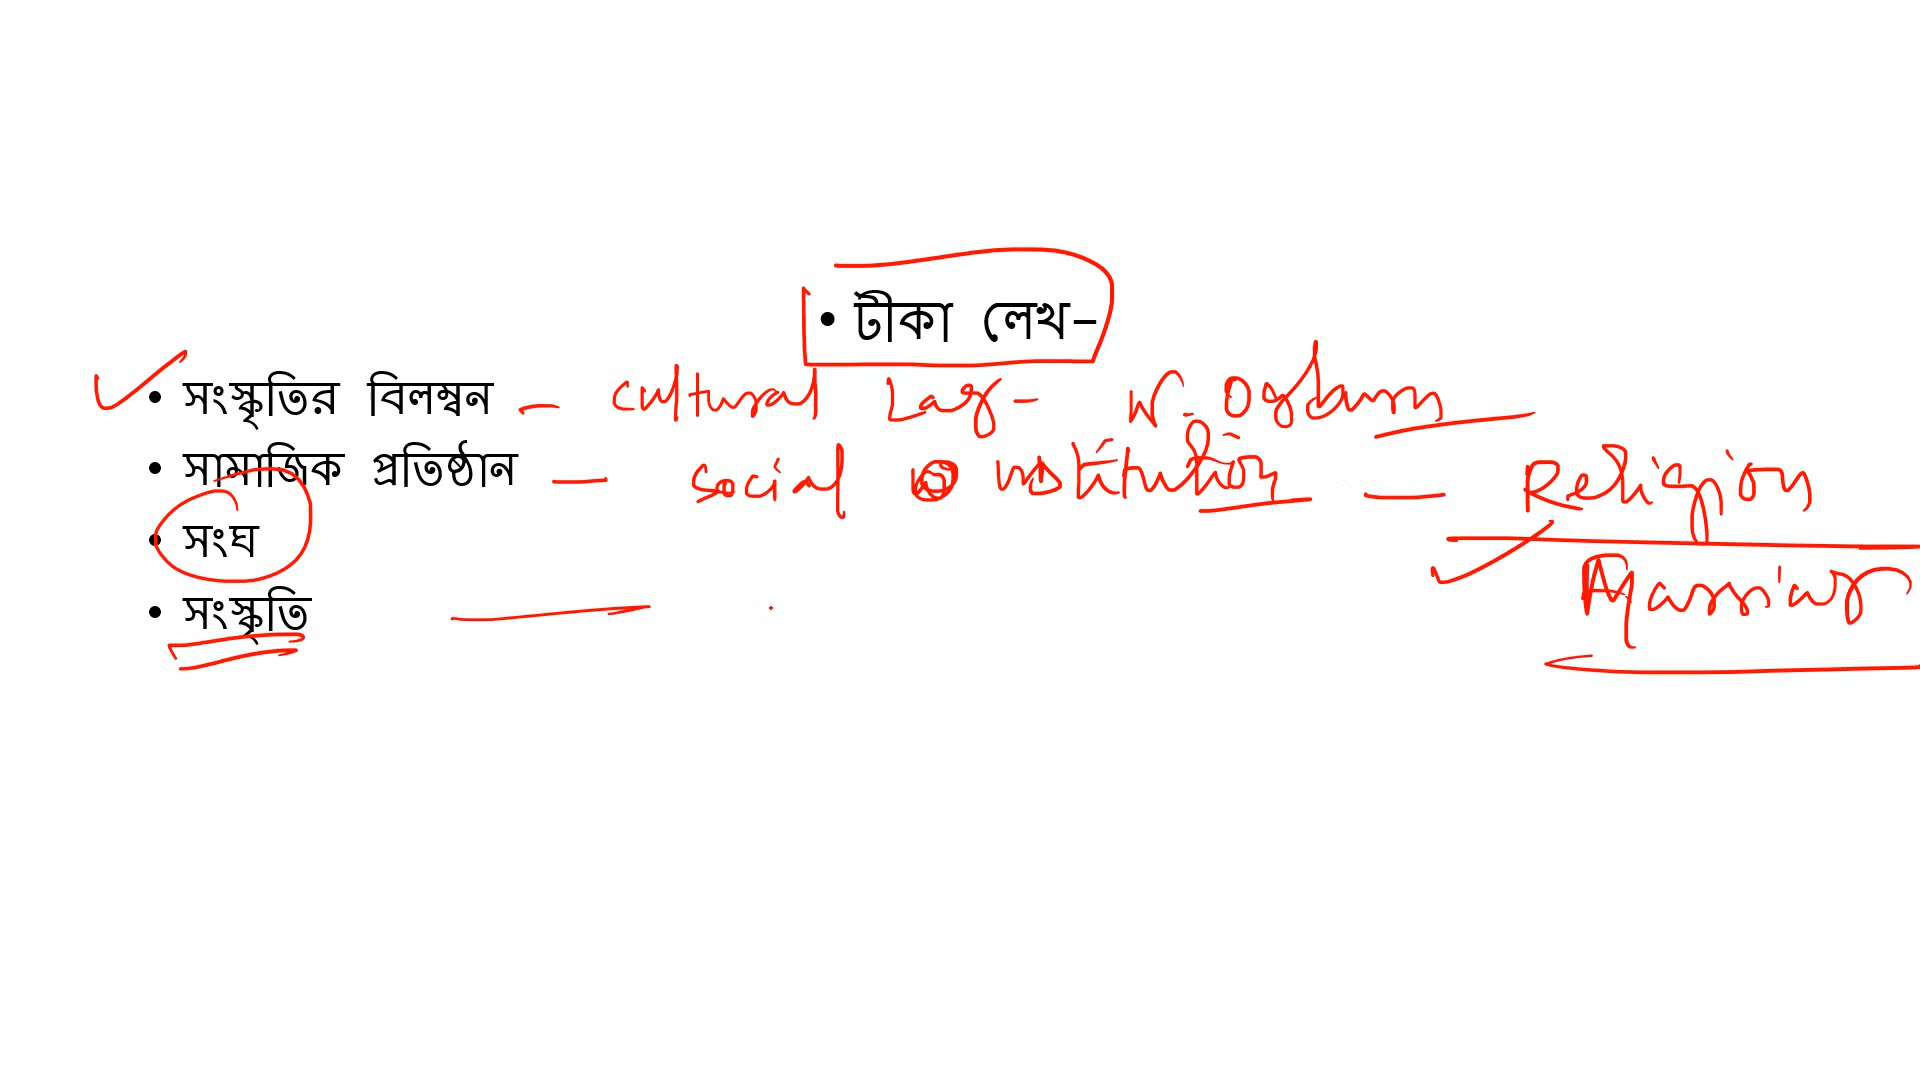 • টীকা লেখ–
• সংস্কৃতির বিলম্বন – cultural Lag – W. Ogburn
• সামাজিক প্রতিষ্ঠান – social institution – Religion
• সংঘ
Marriage
• সংস্কৃতি